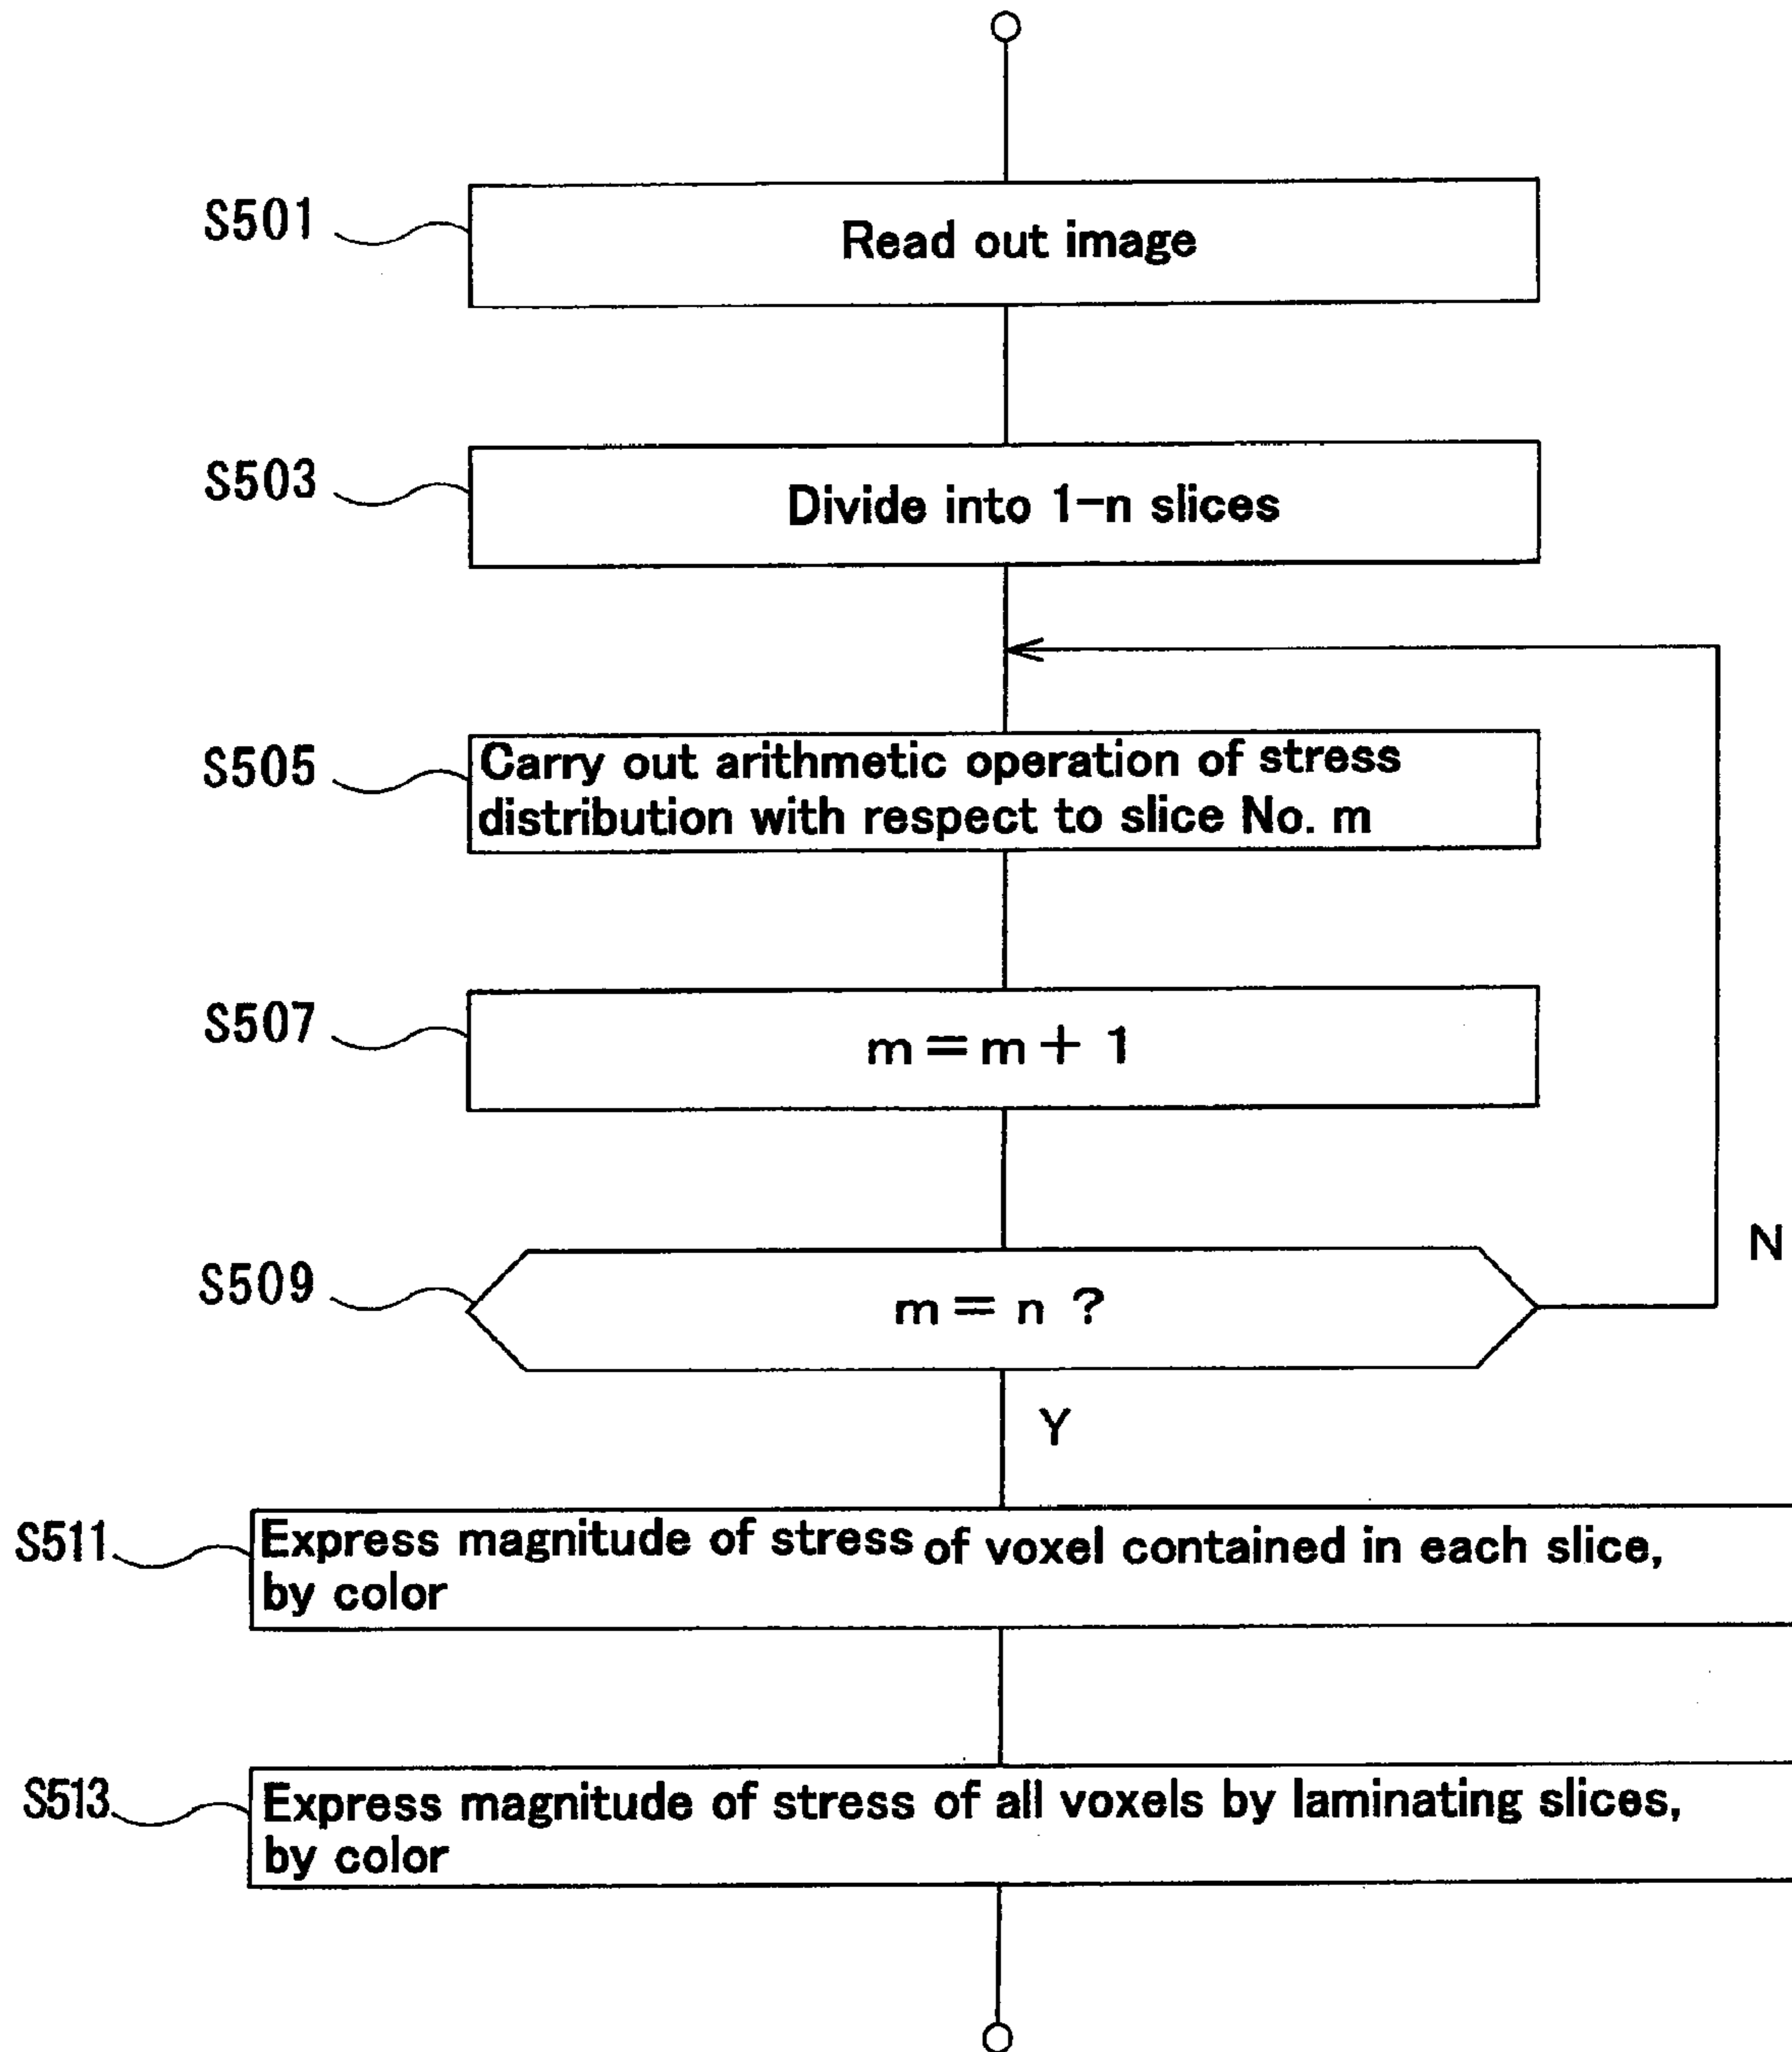 S501
Read out image
S503
Divide into 1-n slices
S505
Carry out arithmetic operation of stress
distribution with respect to slice No. m
S507
m=m+1
S509
m=n?
N
Y
S511
Express magnitude of stress of voxel contained in each slice,
by color
S513
Express magnitude of stress of all voxels by laminating slices,
by color